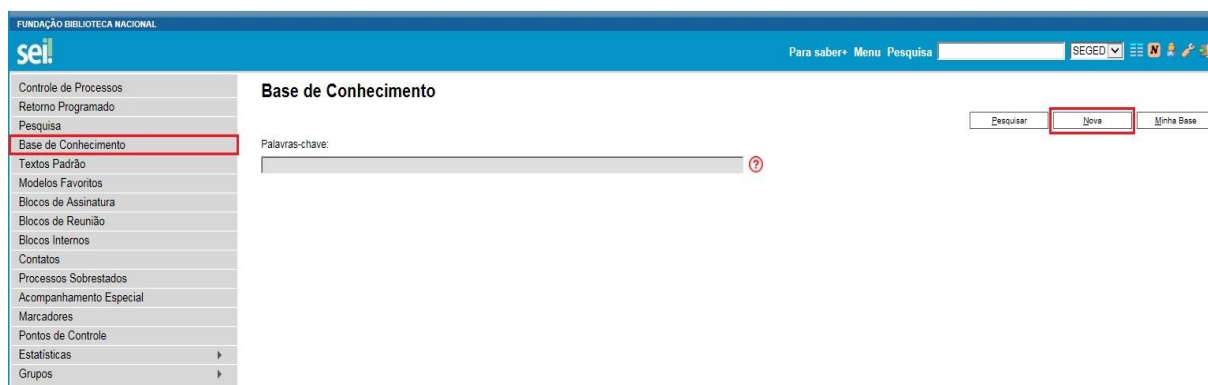 FUNDAÇÃO BIBLIOTECA NACIONAL
sei!
Para saber+ Menu Pesquisa SEGED N
Controle de Processos
Retorno Programado
Pesquisa
Base de Conhecimento
Textos Padrão
Modelos Favoritos
Blocos de Assinatura
Blocos de Reunião
Blocos Internos
Contatos
Processos Sobrestados
Acompanhamento Especial
Marcadores
Pontos de Controle
Estatísticas
Grupos
Base de Conhecimento
Pesquisar Nova Minha Base
Palavras-chave:
?